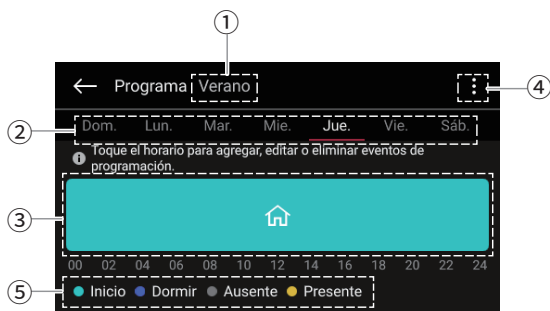 ①
← Programa Verano ⋮ ④
② Dom. Lun. Mar. Mie. Jue. Vie. Sáb.
Toque el horario para agregar, editar o eliminar eventos de
programación.
③
00 02 04 06 08 10 12 14 16 18 20 22 24
⑤ Inicio Dormir Ausente Presente